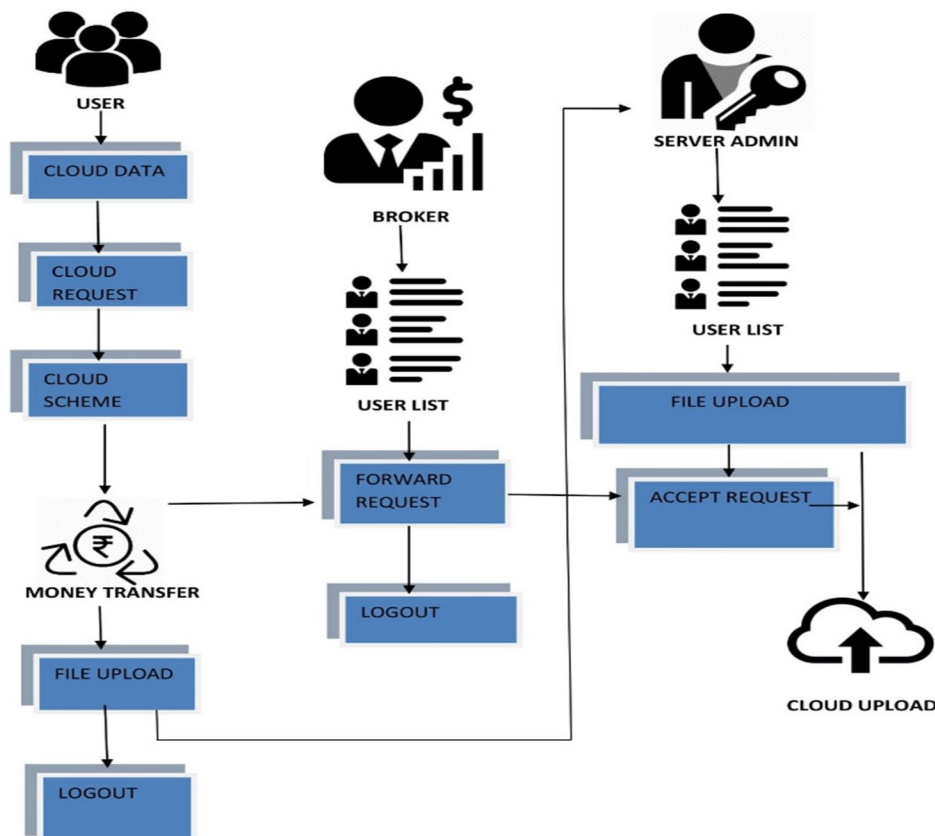 USER
CLOUD DATA
CLOUD
REQUEST
CLOUD
SCHEME
₹
MONEY TRANSFER
FILE UPLOAD
LOGOUT
$
BROKER
USER LIST
FORWARD
REQUEST
LOGOUT
SERVER ADMIN
USER LIST
FILE UPLOAD
ACCEPT REQUEST
CLOUD UPLOAD